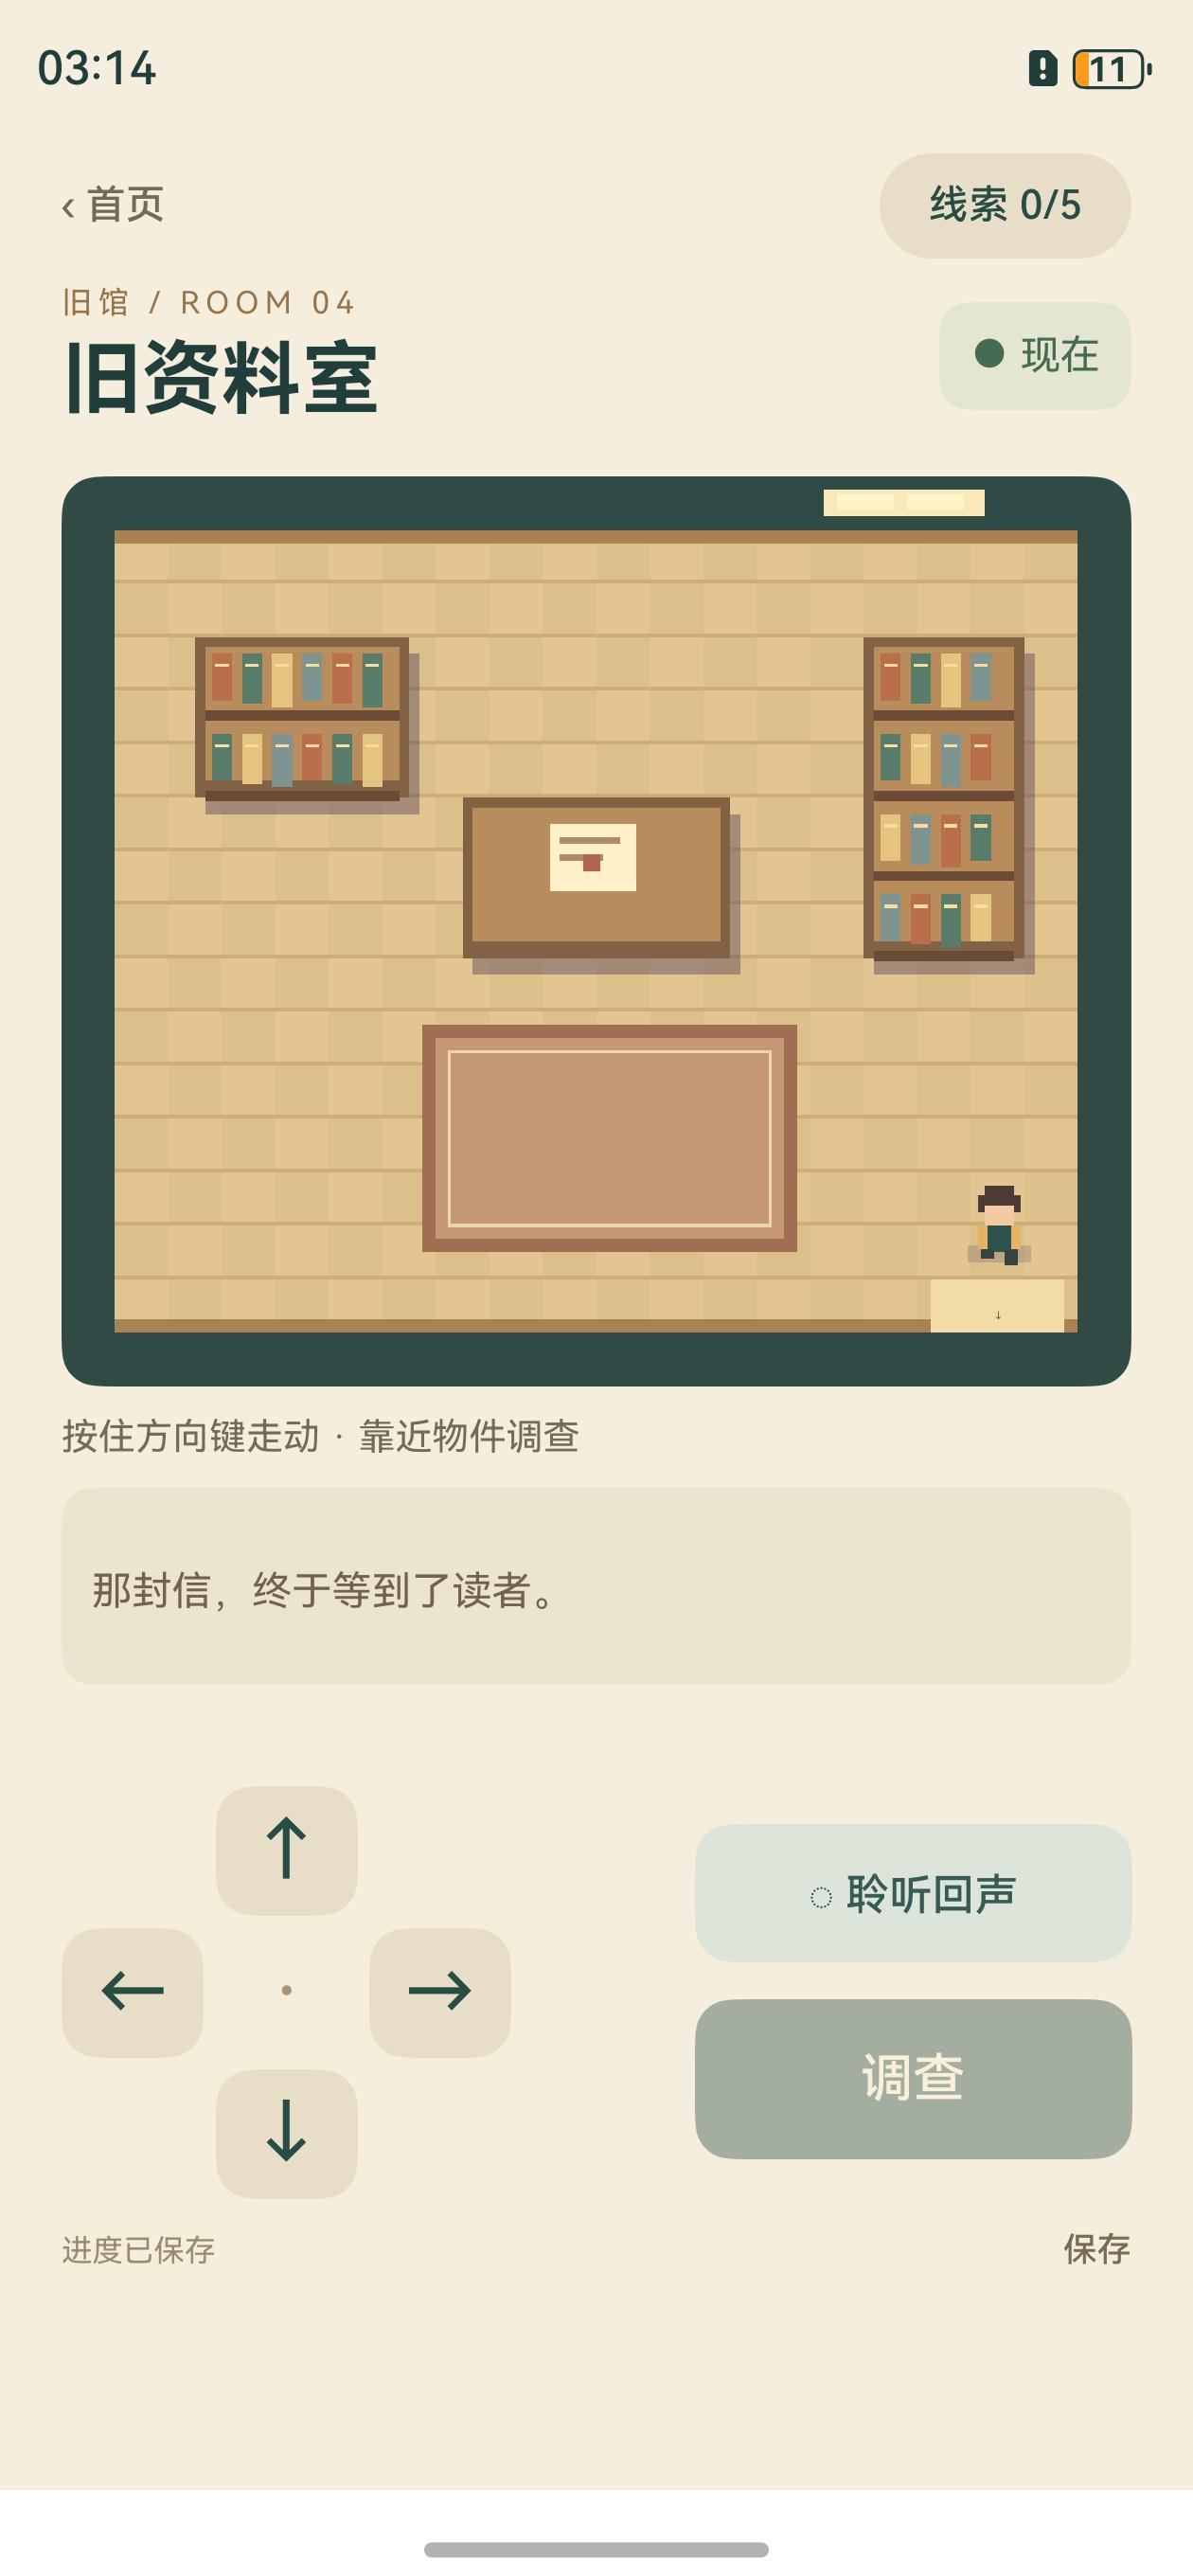 03:14
11
‹ 首页
线索 0/5
旧馆 / ROOM 04
旧资料室
现在
↓
按住方向键走动 · 靠近物件调查
那封信，终于等到了读者。
↑
← · →
↓
聆听回声
调查
进度已保存
保存